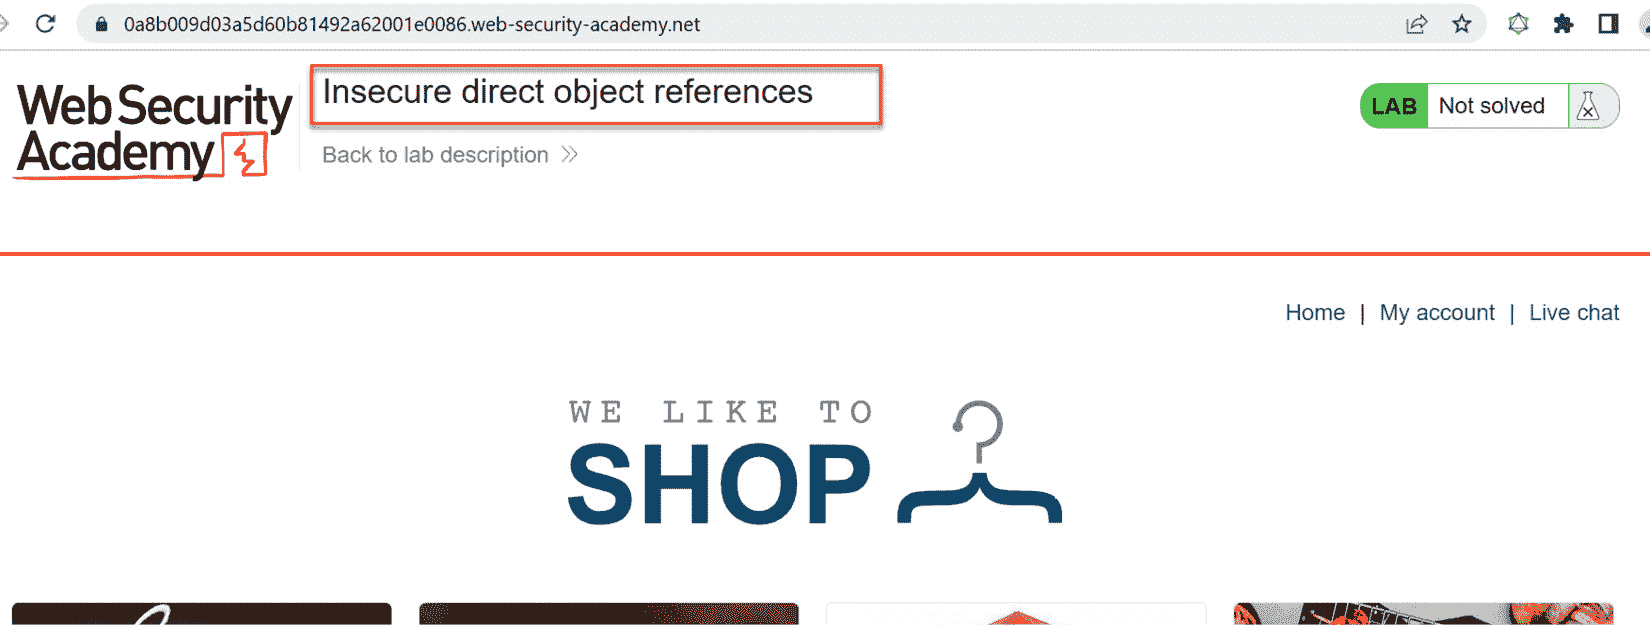 0a8b009d03a5d60b81492a62001e0086.web-security-academy.net
Web Security
Academy
Insecure direct object references
Back to lab description
LAB Not solved
Home | My account | Live chat
WE LIKE TO
SHOP